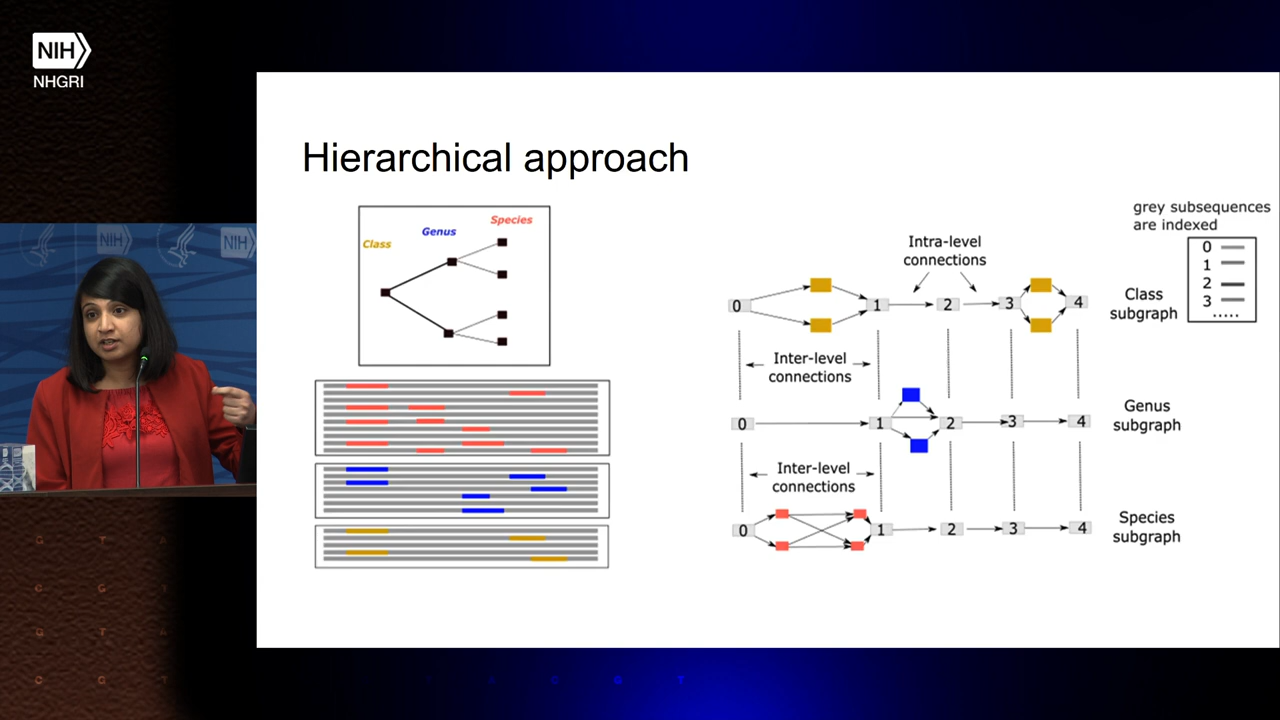 NIH
NHGRI
NIH
NIH
Hierarchical approach
Class
Genus
Species
grey subsequences
are indexed
0
1
2
3
.....
Intra-level
connections
0
1
2
3
4
Class
subgraph
Inter-level
connections
0
1
2
3
4
Genus
subgraph
Inter-level
connections
0
1
2
3
4
Species
subgraph
G T A
C G T
G T A
C G T
G T